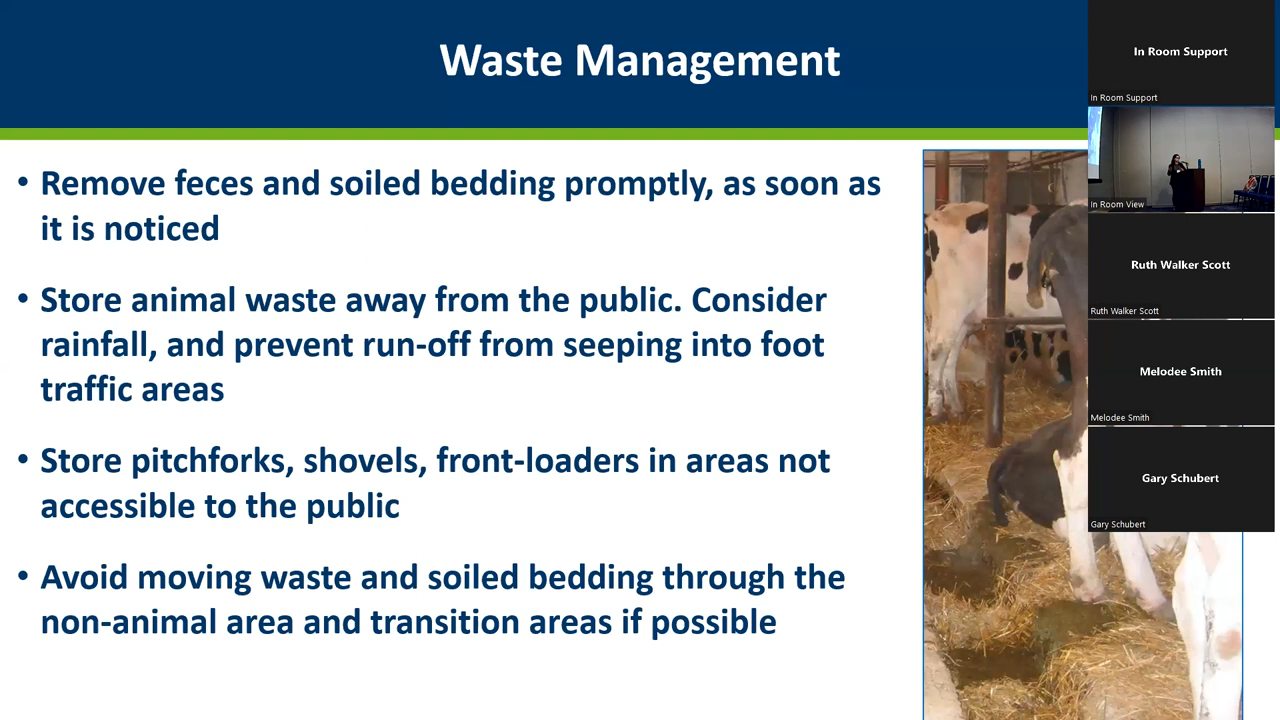 Waste Management
• Remove feces and soiled bedding promptly, as soon as
it is noticed
• Store animal waste away from the public. Consider
rainfall, and prevent run-off from seeping into foot
traffic areas
• Store pitchforks, shovels, front-loaders in areas not
accessible to the public
• Avoid moving waste and soiled bedding through the
non-animal area and transition areas if possible
In Room Support
In Room Support
In Room View
Ruth Walker Scott
Ruth Walker Scott
Melodee Smith
Melodee Smith
Gary Schubert
Gary Schubert